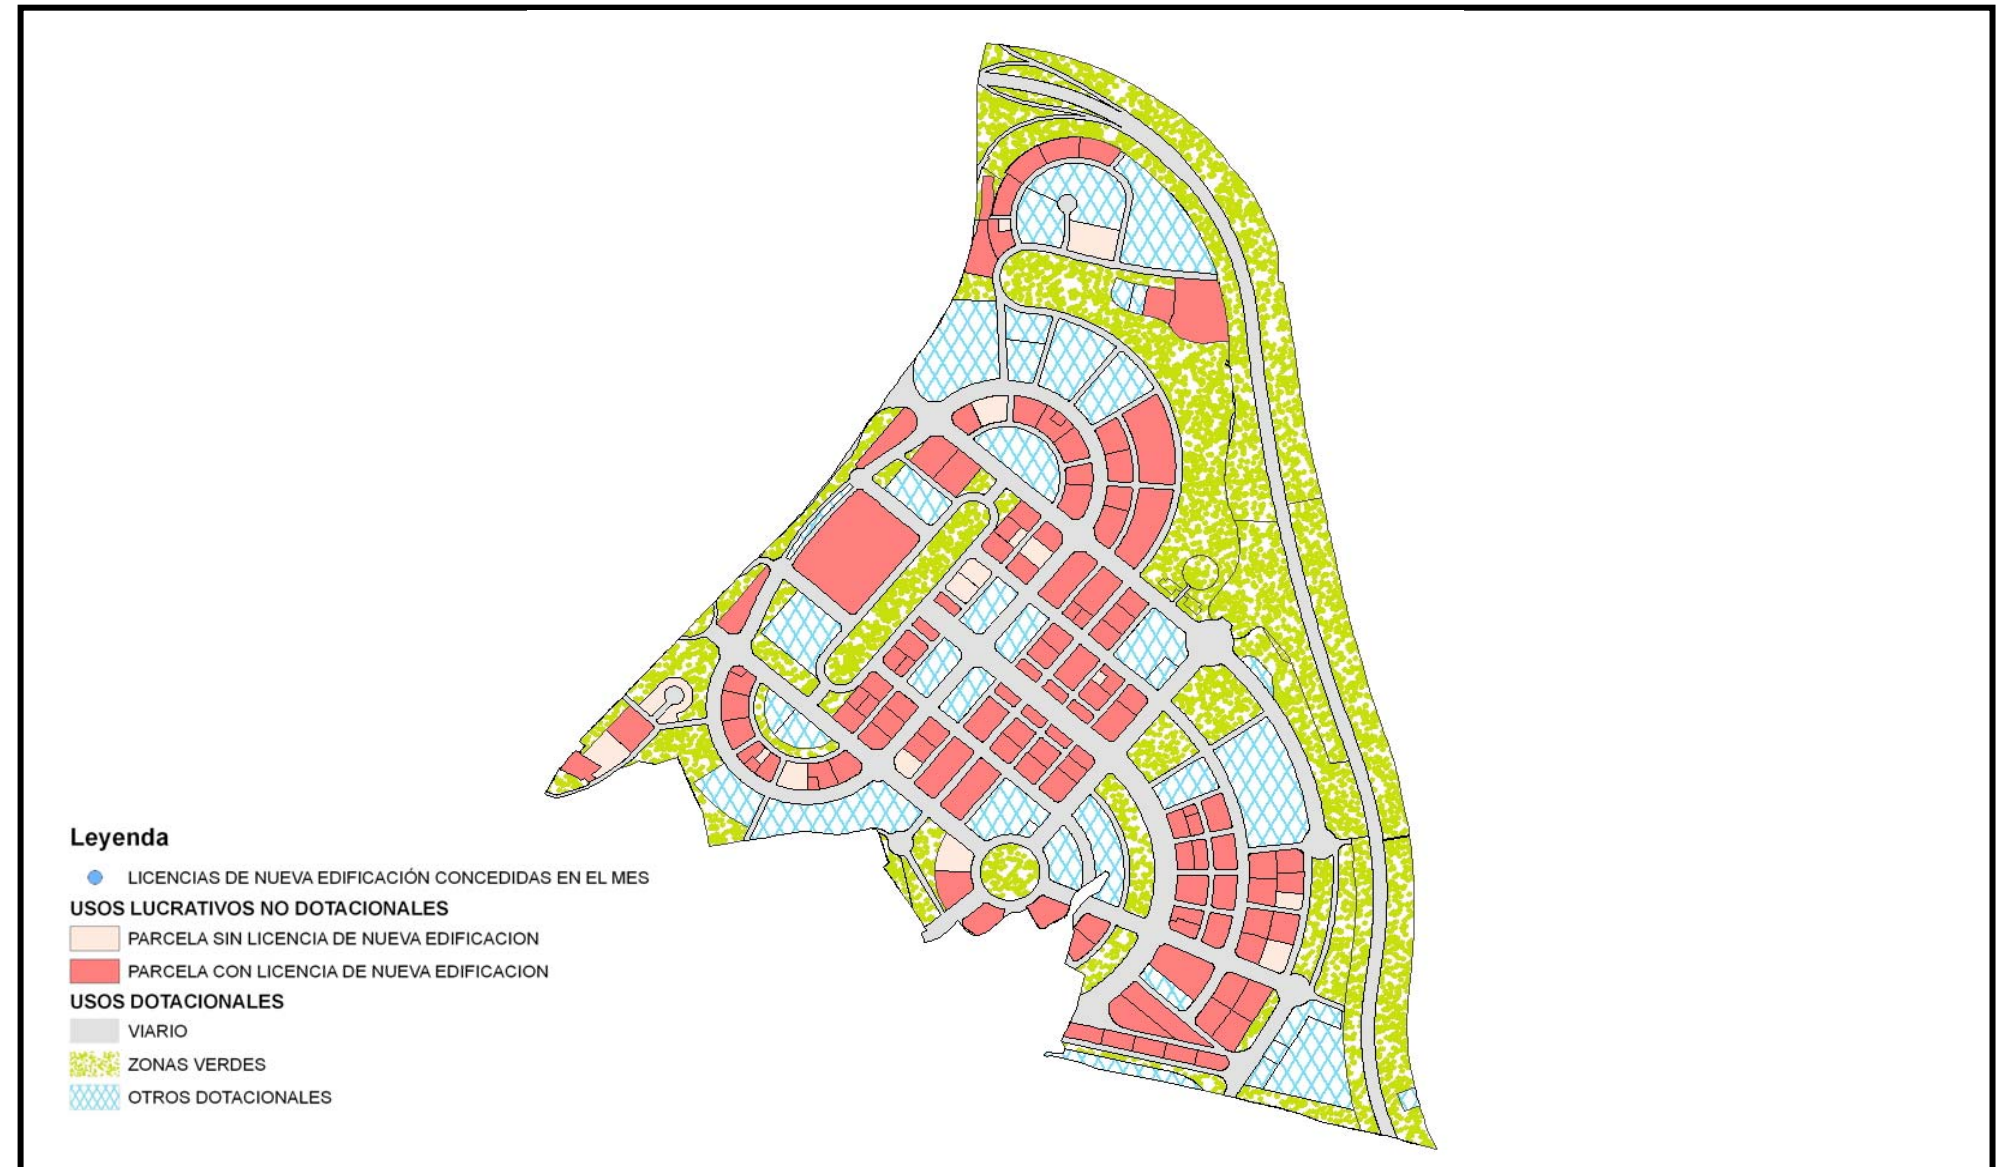 Leyenda
LICENCIAS DE NUEVA EDIFICACIÓN CONCEDIDAS EN EL MES
USOS LUCRATIVOS NO DOTACIONALES
PARCELA SIN LICENCIA DE NUEVA EDIFICACION
PARCELA CON LICENCIA DE NUEVA EDIFICACION
USOS DOTACIONALES
VIARIO
ZONAS VERDES
OTROS DOTACIONALES